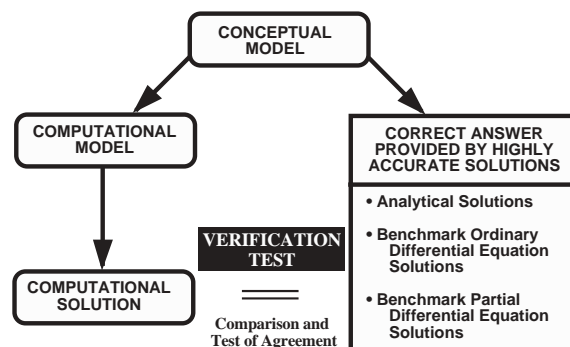 CONCEPTUAL
MODEL
COMPUTATIONAL
MODEL
COMPUTATIONAL
SOLUTION
VERIFICATION
TEST
Comparison and
Test of Agreement
CORRECT ANSWER
PROVIDED BY HIGHLY
ACCURATE SOLUTIONS
• Analytical Solutions
• Benchmark Ordinary
Differential Equation
Solutions
• Benchmark Partial
Differential Equation
Solutions